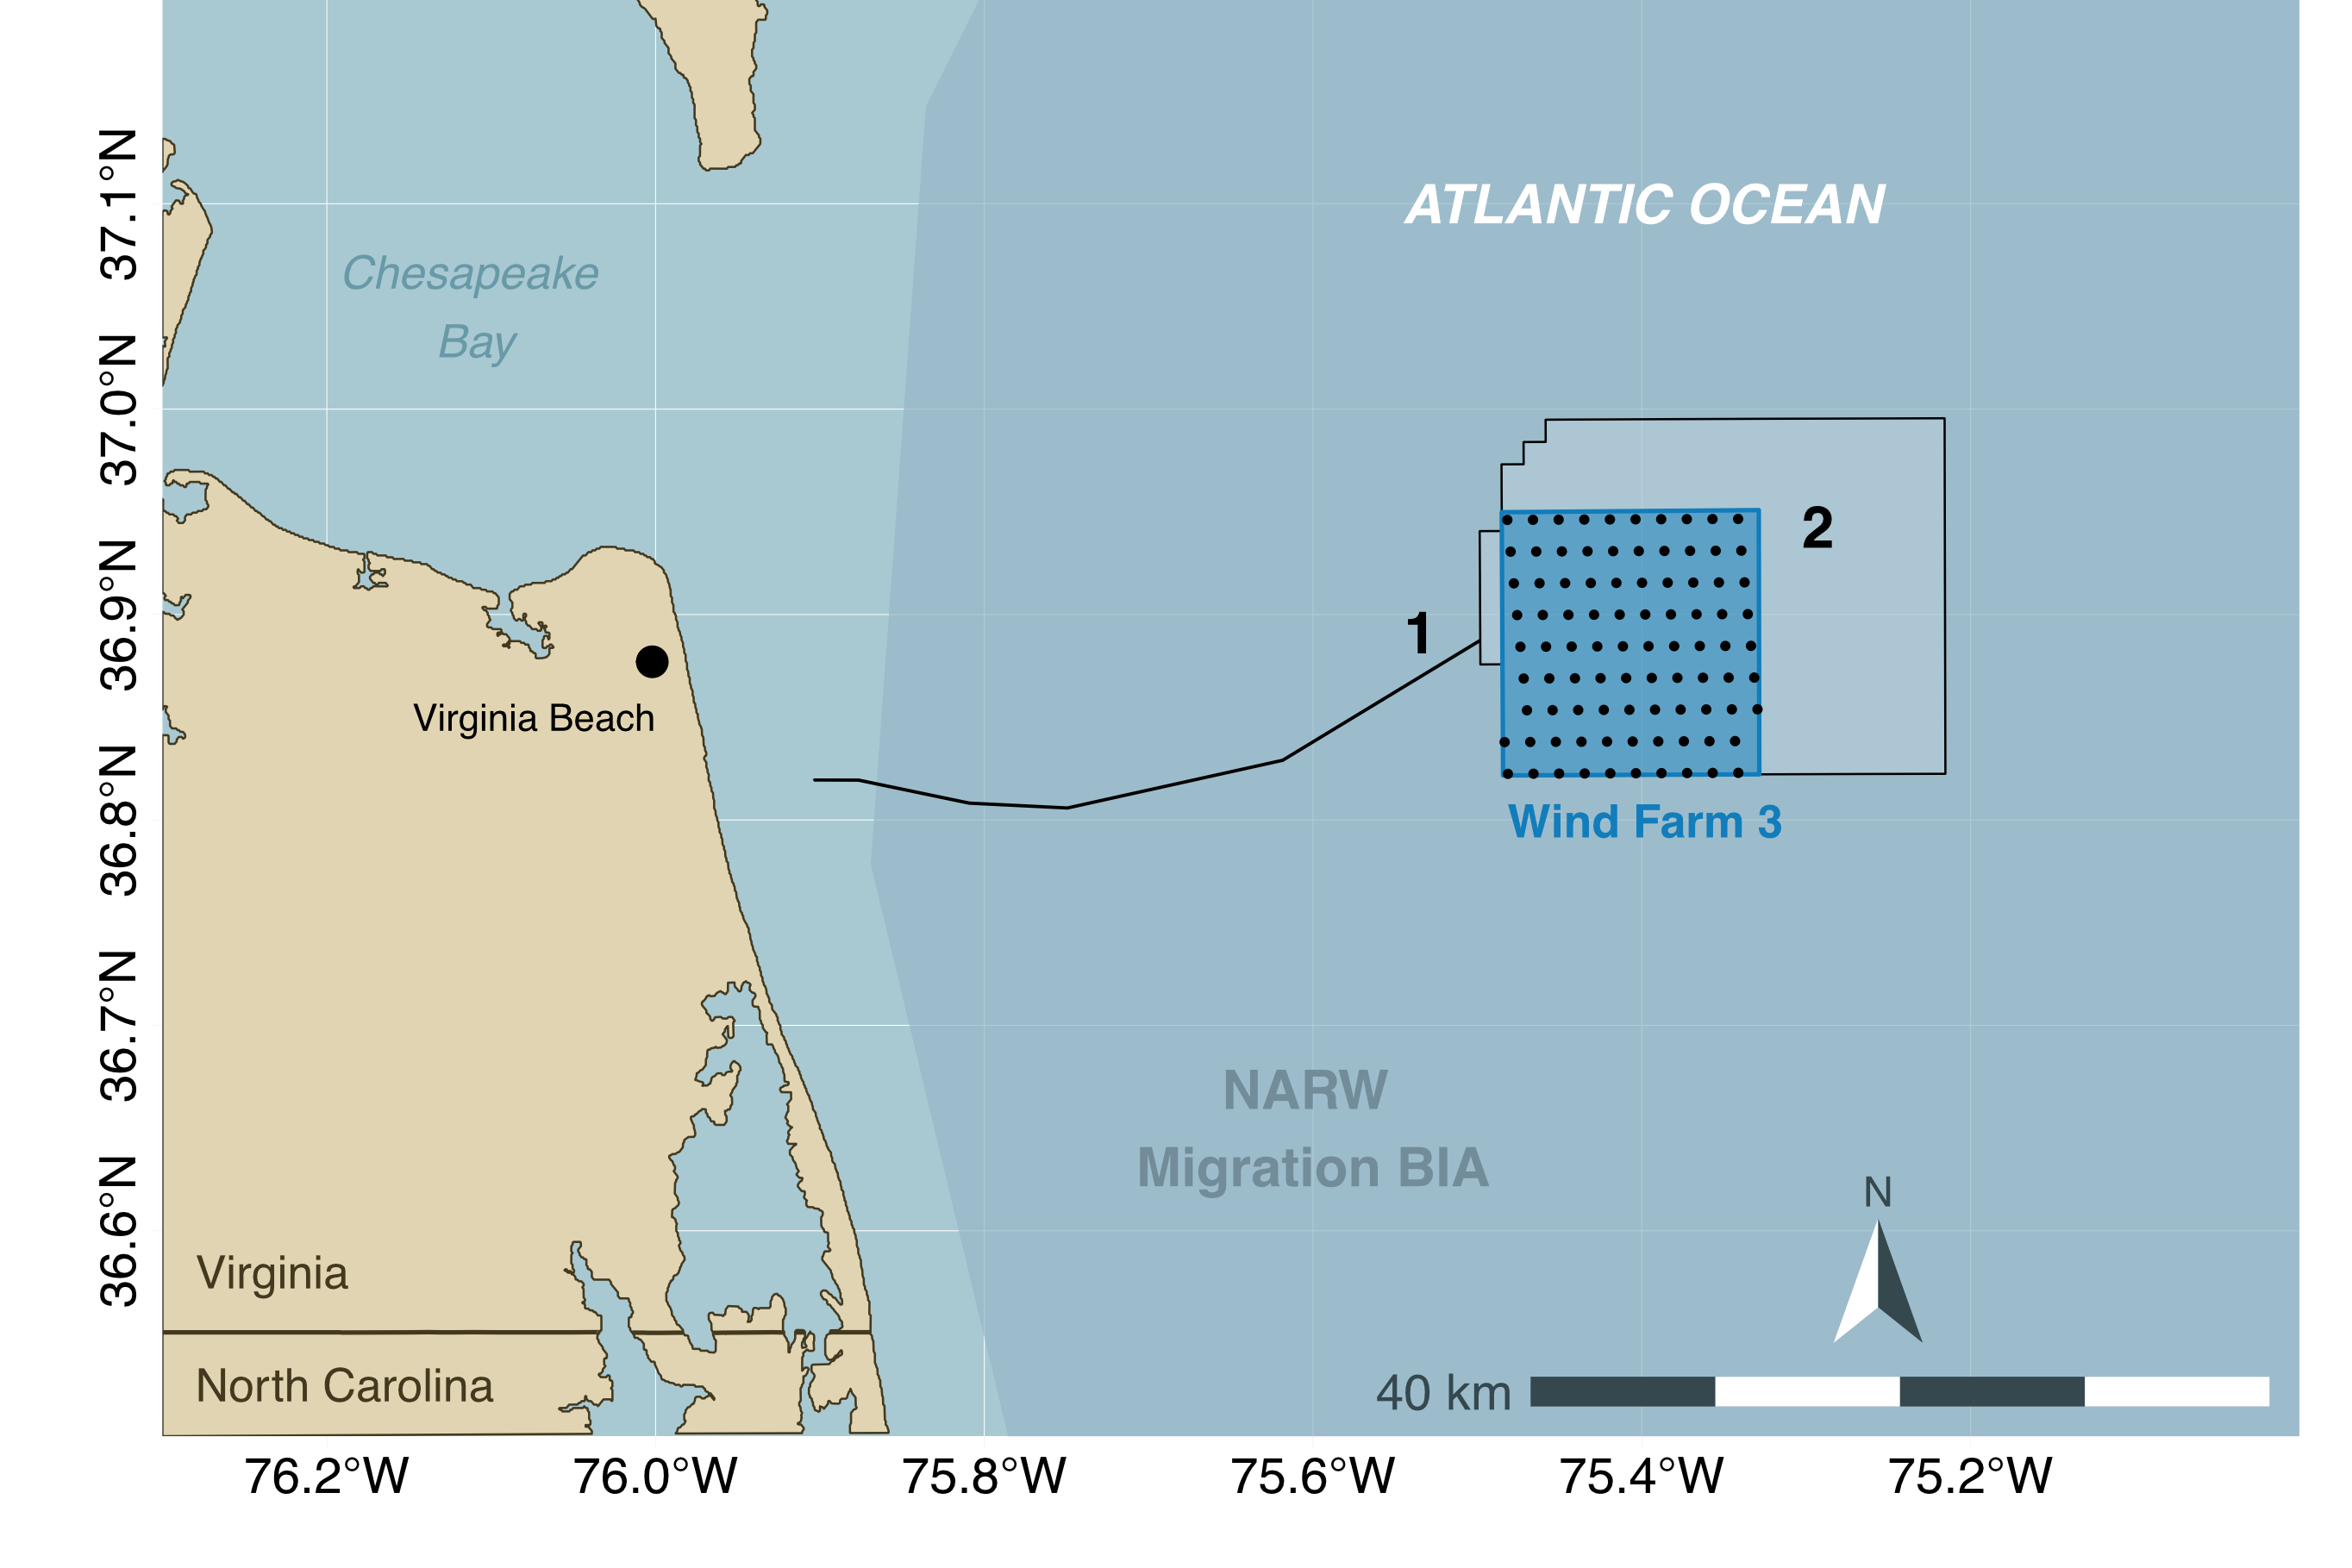 37.1°N
37.0°N
36.9°N
36.8°N
36.7°N
36.6°N
ATLANTIC OCEAN
Chesapeake
Bay
2
1
Virginia Beach
Wind Farm 3
NARW
Migration BIA
N
Virginia
North Carolina
40 km
76.2°W
76.0°W
75.8°W
75.6°W
75.4°W
75.2°W